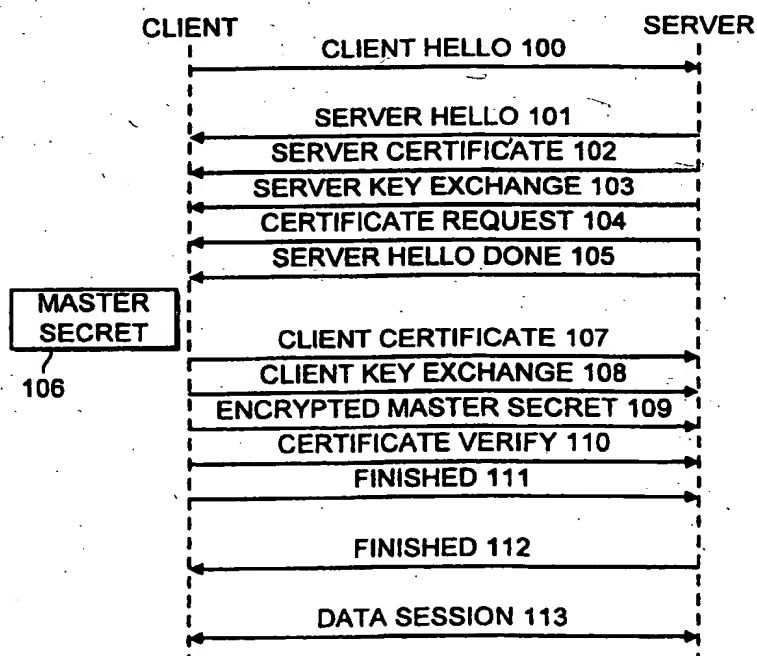 CLIENT
SERVER
CLIENT HELLO 100
SERVER HELLO 101
SERVER CERTIFICATE 102
SERVER KEY EXCHANGE 103
CERTIFICATE REQUEST 104
SERVER HELLO DONE 105
MASTER
SECRET
106
CLIENT CERTIFICATE 107
CLIENT KEY EXCHANGE 108
ENCRYPTED MASTER SECRET 109
CERTIFICATE VERIFY 110
FINISHED 111
FINISHED 112
DATA SESSION 113